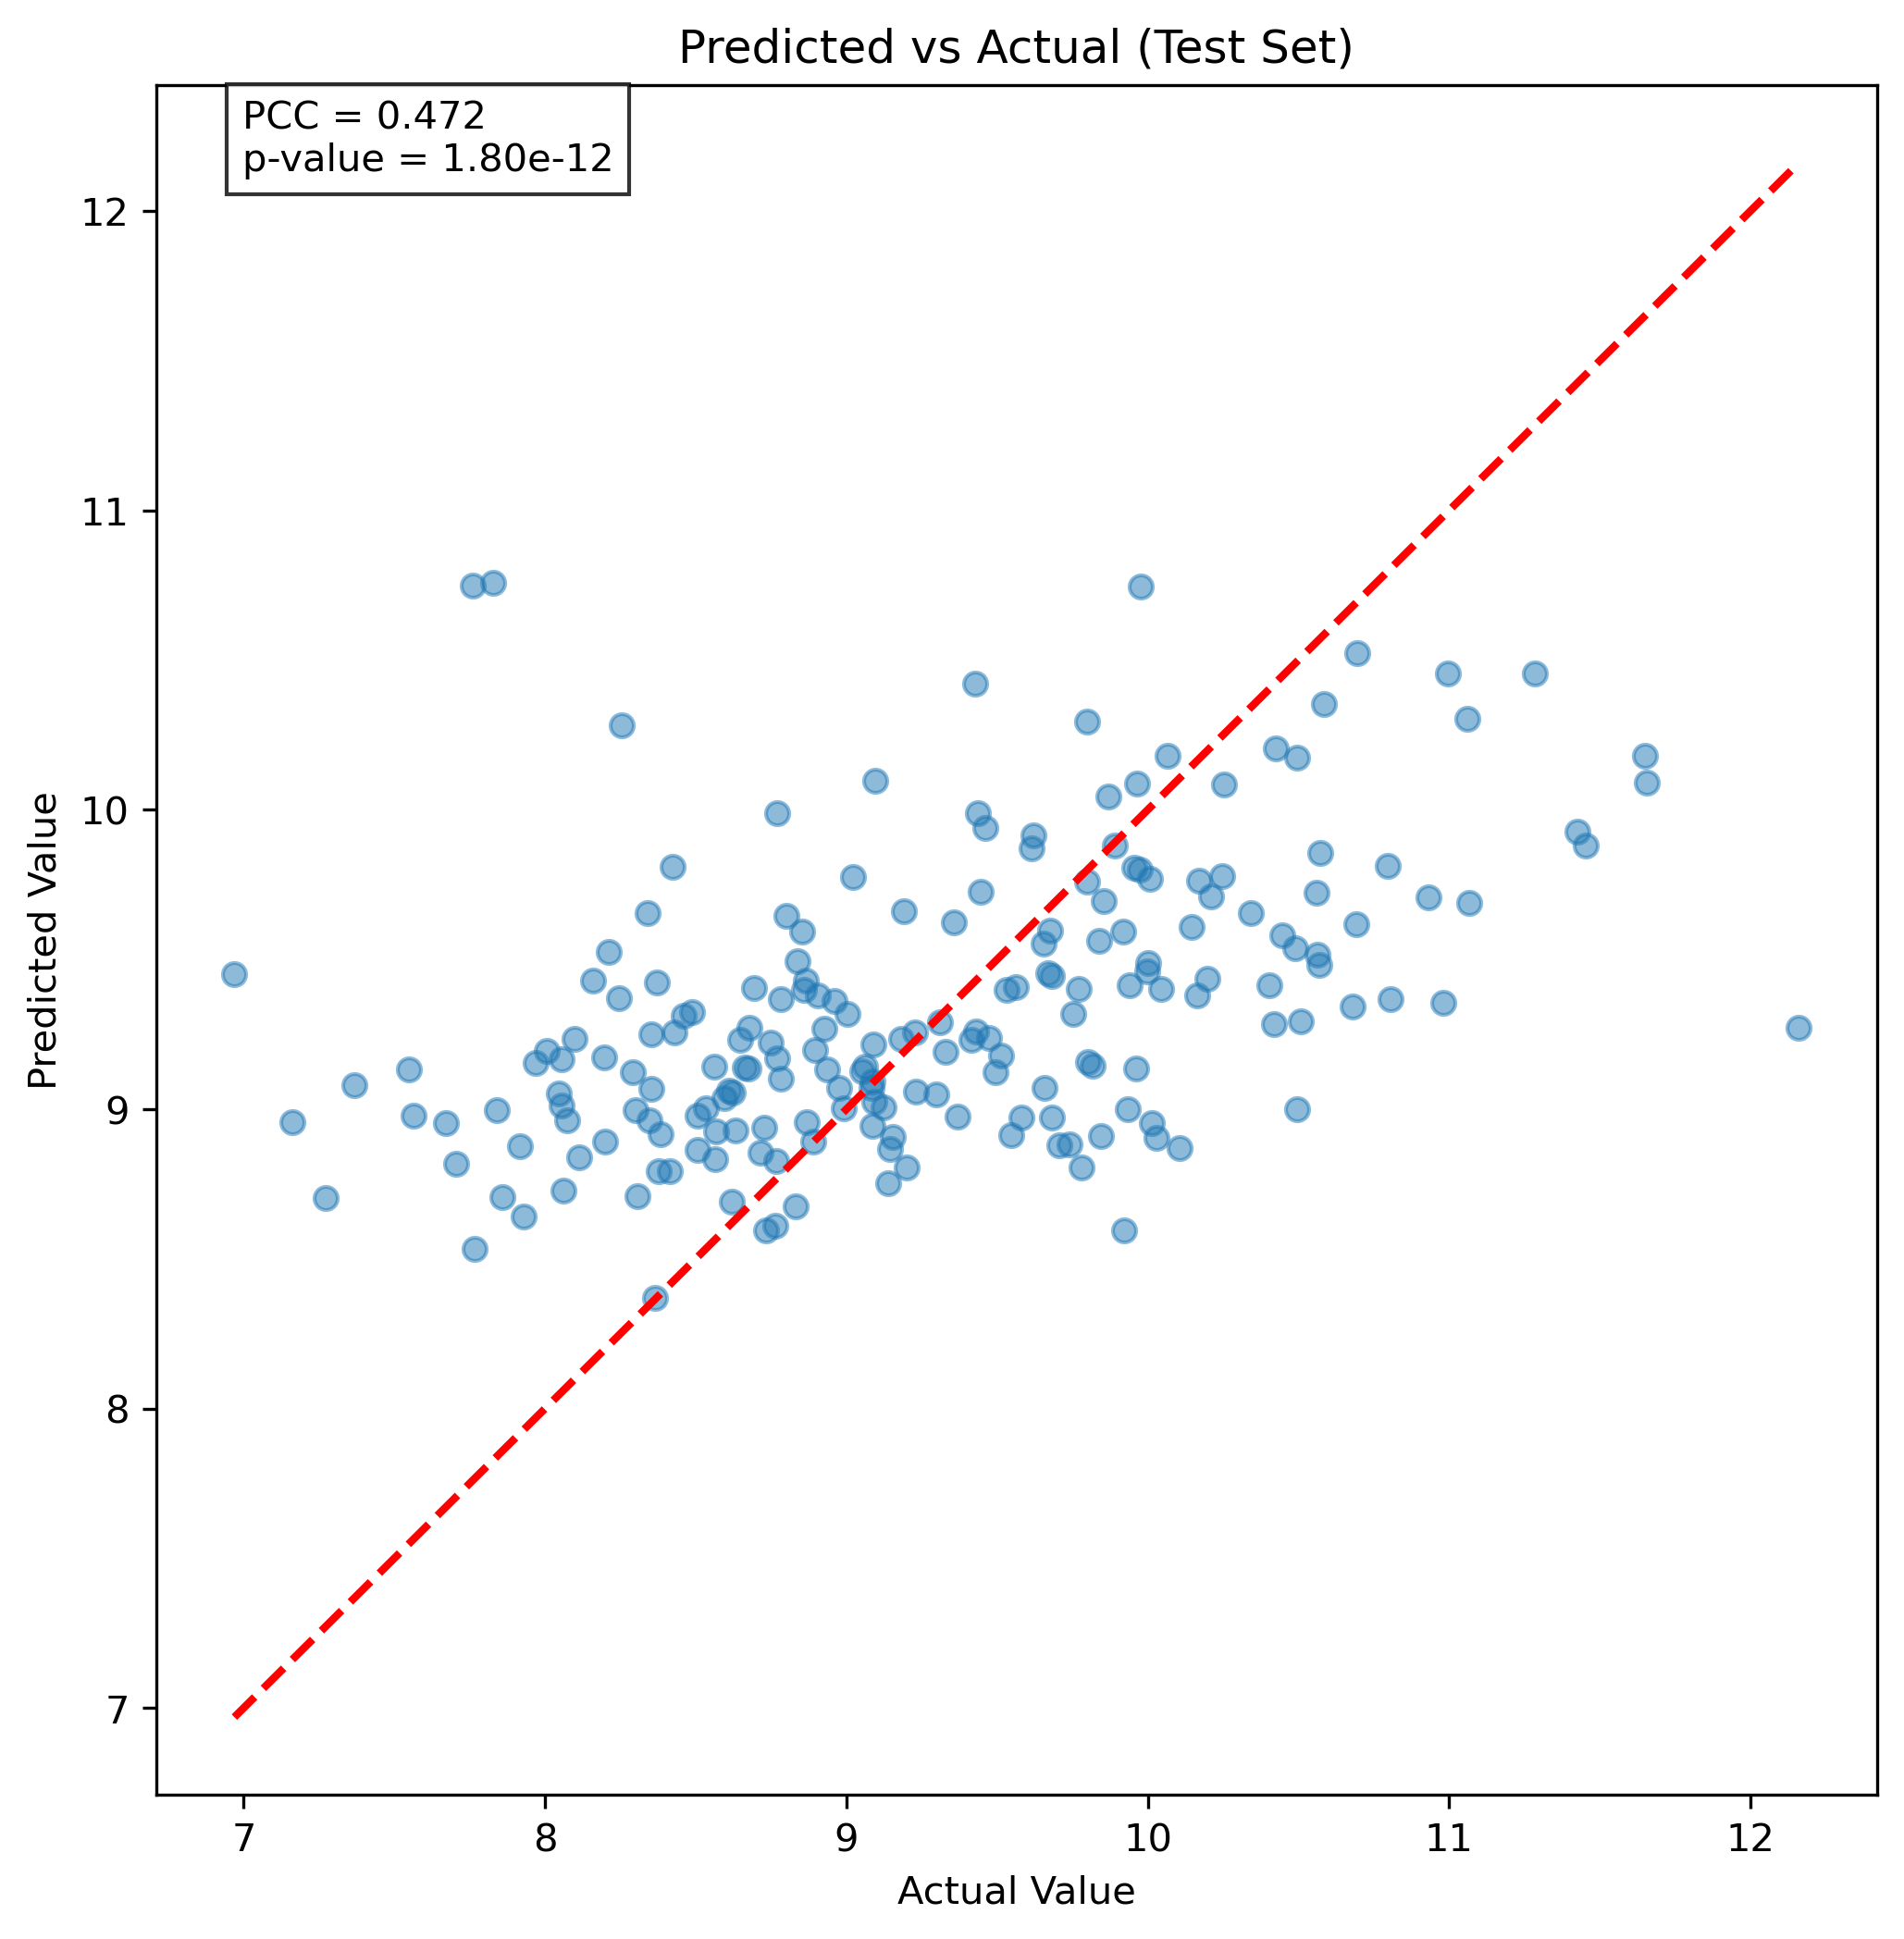 Predicted vs Actual (Test Set)
PCC = 0.472
p-value = 1.80e-12
12
11
10
9
8
7
Predicted Value
7 8 9 10 11 12
Actual Value